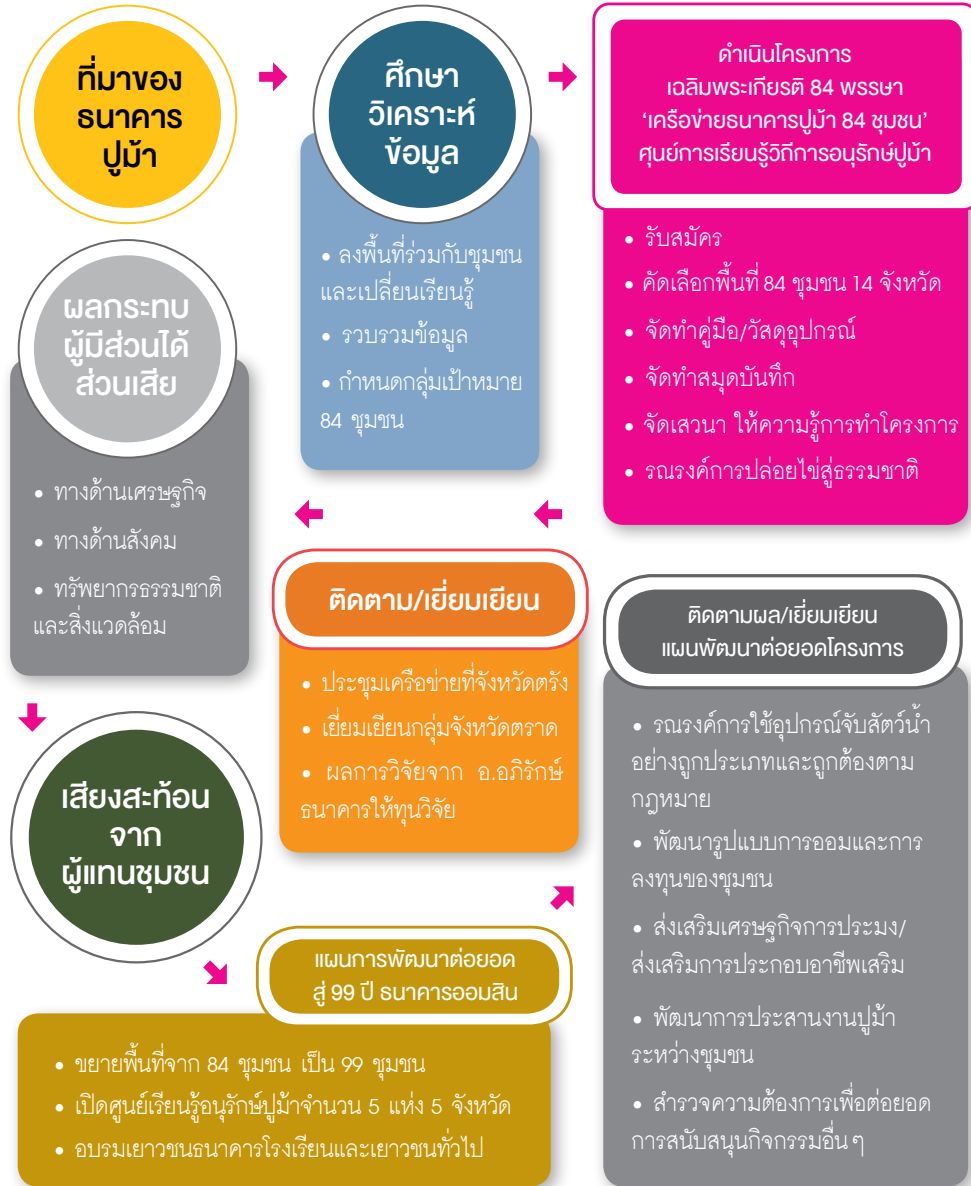 ที่มาของ
ธนาคาร
ปูม้า
ศึกษา
วิเคราะห์
ข้อมูล
• ลงพื้นที่ร่วมกับชุมชน
และเปลี่ยนเรียนรู้
• รวบรวมข้อมูล
• กำหนดกลุ่มเป้าหมาย
84 ชุมชน
ดำเนินโครงการ
เฉลิมพระเกียรติ 84 พรรษา
‘เครือข่ายธนาคารปูม้า 84 ชุมชน’
ศูนย์การเรียนรู้วิถีการอนุรักษ์ปูม้า
• รับสมัคร
• คัดเลือกพื้นที่ 84 ชุมชน 14 จังหวัด
• จัดทำคู่มือ/วัสดุอุปกรณ์
• จัดทำสมุดบันทึก
• จัดเสวนา ให้ความรู้การทำโครงการ
• รณรงค์การปล่อยไข่สู่ธรรมชาติ
ติดตาม/เยี่ยมเยียน
• ประชุมเครือข่ายที่จังหวัดตรัง
• เยี่ยมเยียนกลุ่มจังหวัดตราด
• ผลการวิจัยจาก อ.อภิรักษ์
ธนาคารให้ทุนวิจัย
ผลกระทบ
ผู้มีส่วนได้
ส่วนเสีย
• ทางด้านเศรษฐกิจ
• ทางด้านสังคม
• ทรัพยากรธรรมชาติ
และสิ่งแวดล้อม
เสียงสะท้อน
จาก
ผู้แทนชุมชน
แผนการพัฒนาต่อยอด
สู่ 99 ปี ธนาคารออมสิน
• ขยายพื้นที่จาก 84 ชุมชน เป็น 99 ชุมชน
• เปิดศูนย์เรียนรู้อนุรักษ์ปูม้าจำนวน 5 แห่ง 5 จังหวัด
• อบรมเยาวชนธนาคารโรงเรียนและเยาวชนทั่วไป
ติดตามผล/เยี่ยมเยียน
แผนพัฒนาต่อยอดโครงการ
• รณรงค์การใช้อุปกรณ์จับสัตว์น้ำ
อย่างถูกประเภทและถูกต้องตาม
กฎหมาย
• พัฒนารูปแบบการออมและการ
ลงทุนของชุมชน
• ส่งเสริมเศรษฐกิจการประมง/
ส่งเสริมการประกอบอาชีพเสริม
• พัฒนาการประสานงานปูม้า
ระหว่างชุมชน
• สำรวจความต้องการเพื่อต่อยอด
การสนับสนุนกิจกรรมอื่นๆ